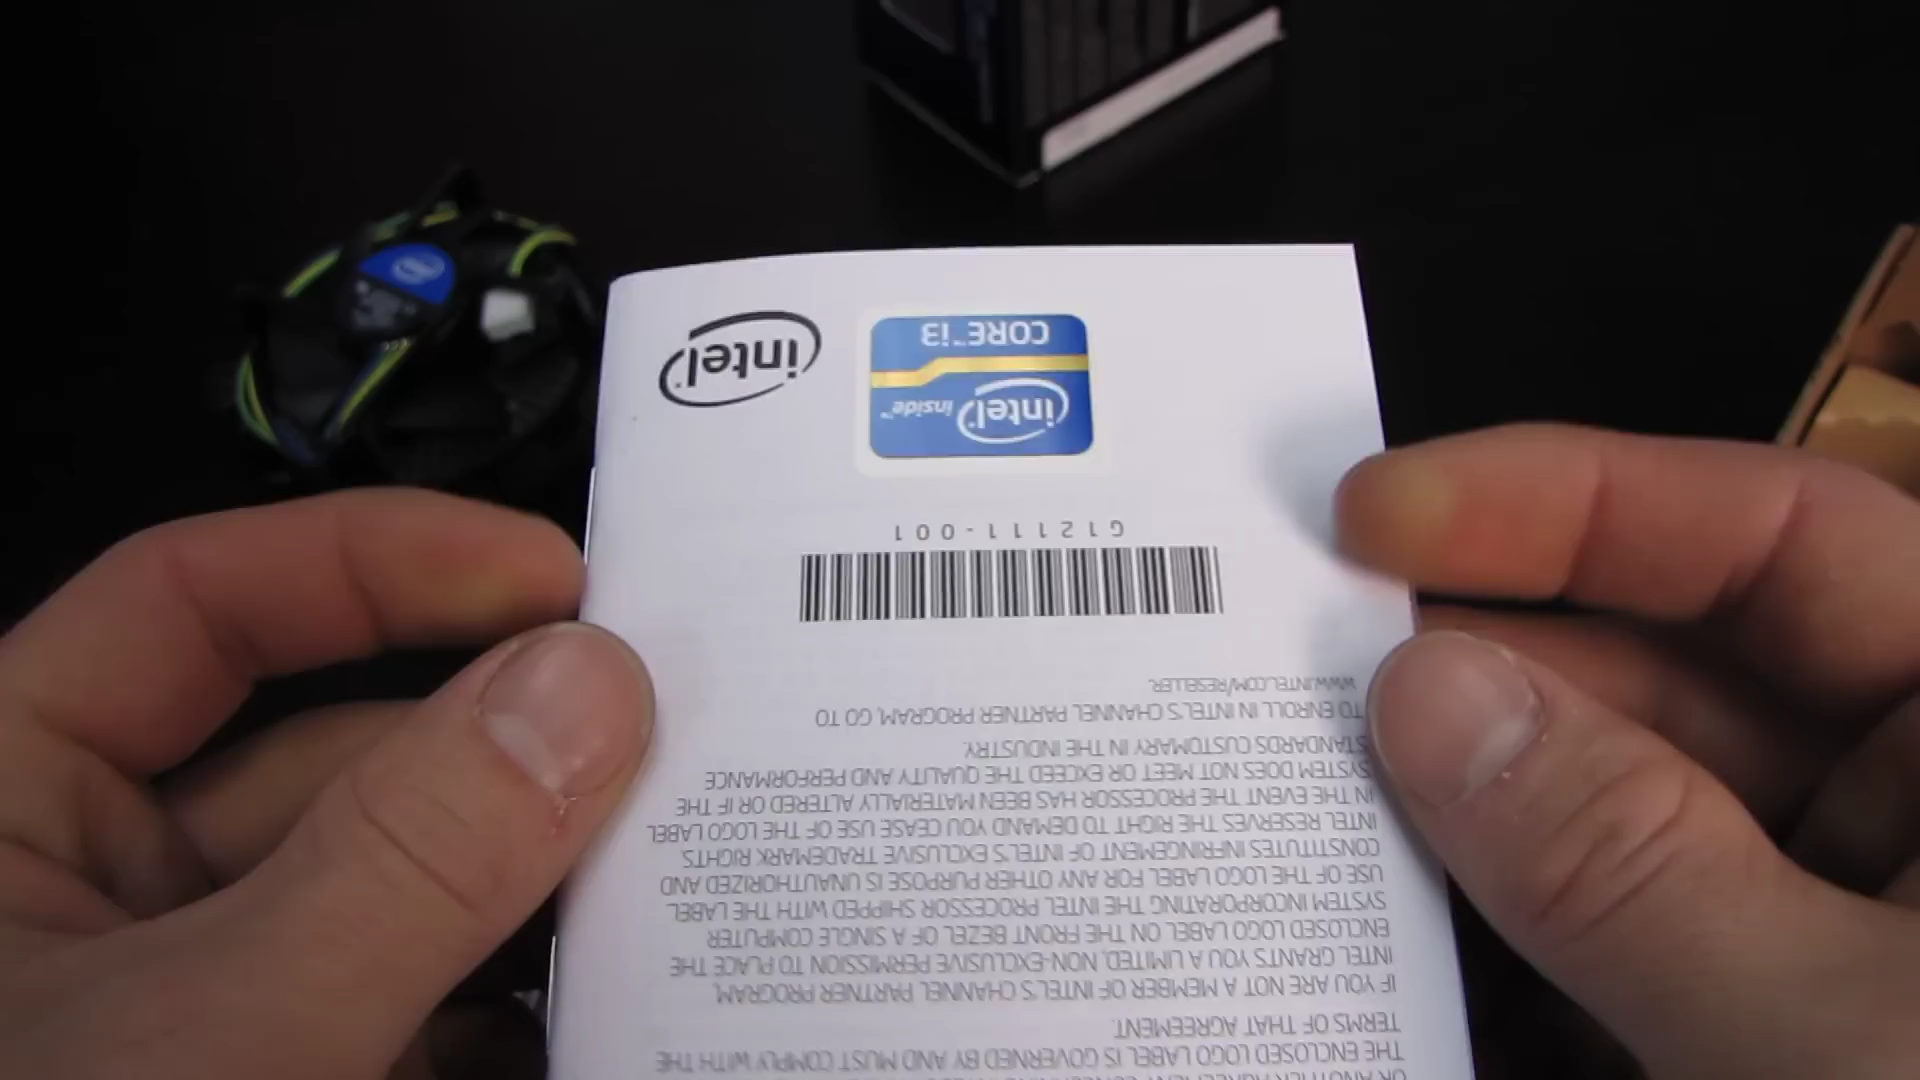 OR ANOTHER AGREEMENT
THE ENCLOSED LOGO LABEL IS GOVERNED BY AND MUST COMPLY WITH THE
TERMS OF THAT AGREEMENT.
IF YOU ARE NOT A MEMBER OF INTEL'S CHANNEL PARTNER PROGRAM,
INTEL GRANTS YOU A LIMITED, NON-EXCLUSIVE PERMISSION TO PLACE THE
ENCLOSED LOGO LABEL ON THE FRONT BEZEL OF A SINGLE COMPUTER
SYSTEM INCORPORATING THE INTEL PROCESSOR SHIPPED WITH THE LABEL.
USE OF THE LOGO LABEL FOR ANY OTHER PURPOSE IS UNAUTHORIZED AND
CONSTITUTES INFRINGEMENT OF INTEL'S EXCLUSIVE TRADEMARK RIGHTS.
INTEL RESERVES THE RIGHT TO DEMAND YOU CEASE USE OF THE LOGO LABEL
IN THE EVENT THE PROCESSOR HAS BEEN MATERIALLY ALTERED OR IF THE
SYSTEM DOES NOT MEET OR EXCEED THE QUALITY AND PERFORMANCE
STANDARDS CUSTOMARY IN THE INDUSTRY.
TO ENROLL IN INTEL'S CHANNEL PARTNER PROGRAM, GO TO
WWW.INTEL.COM/RESELLER.
G12111-001
intel inside™
CORE™ i3
intel
intel